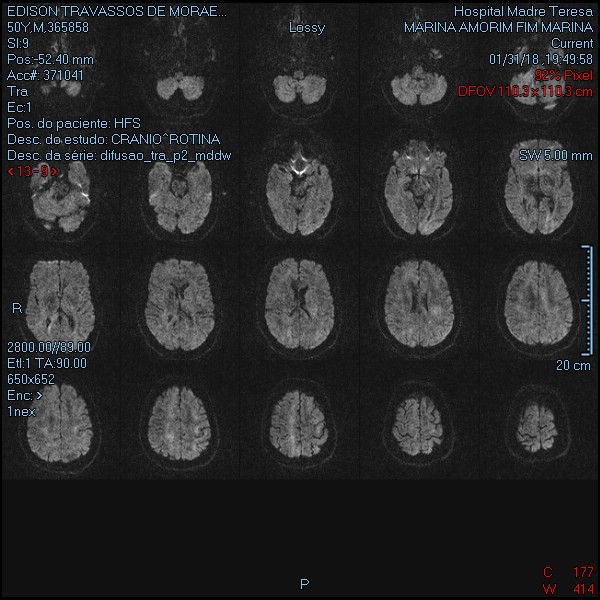 EDISON TRAVASSOS DE MORAE...
50Y,M,365858
Sl:9
Pos:-52.40 mm
Acc#: 371041
Tra
Ec:1
Pos. do paciente: HFS
Desc. do estudo: CRANIO^ROTINA
Desc. da série: difusao_tra_p2_mddw
< 13 - 9 >
Lossy
Hospital Madre Teresa
MARINA AMORIM FIM MARINA
Current
01/31/18 ,19:49:58
92% Pixel
DFOV 110.3 x 110.3 cm
SW 5.00 mm
R
2800.00//89.00
Etl:1 TA:90.00
650x652
Enc: >
1nex
20 cm
P
C 177
W 414